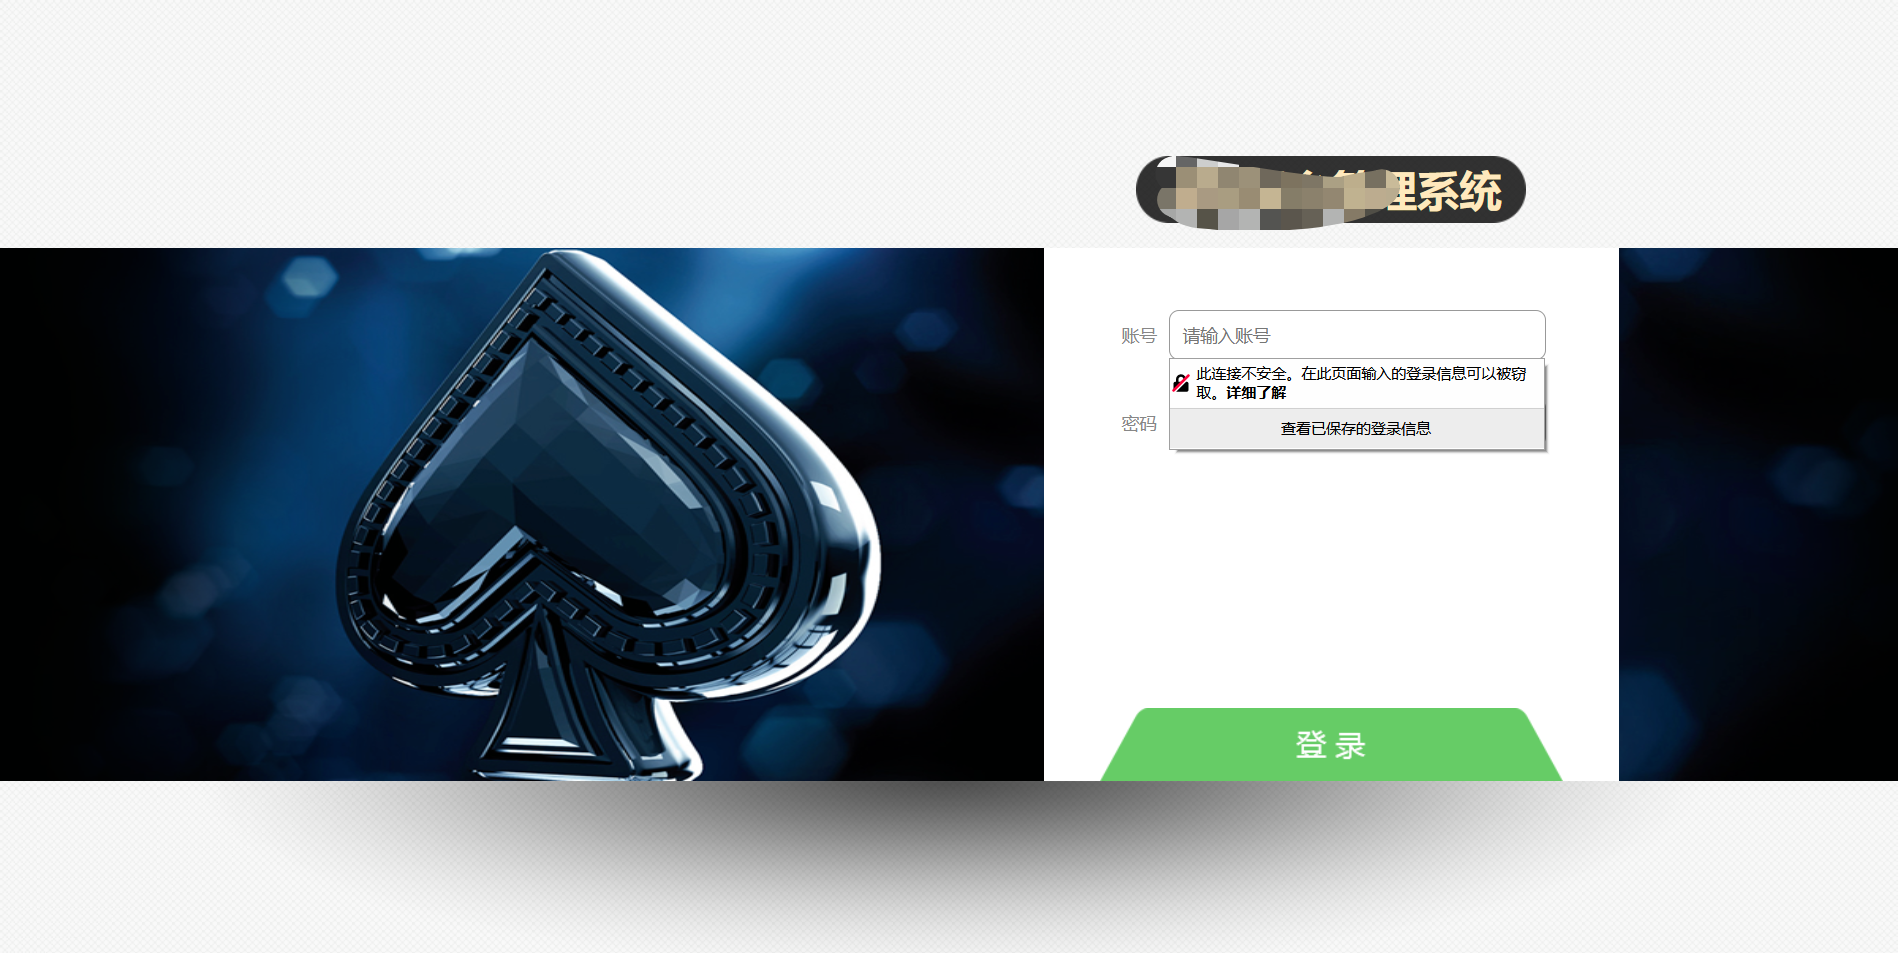 理系统
账号
请输入账号
此连接不安全。在此页面输入的登录信息可以被窃
取。详细了解
密码
查看已保存的登录信息
登 录